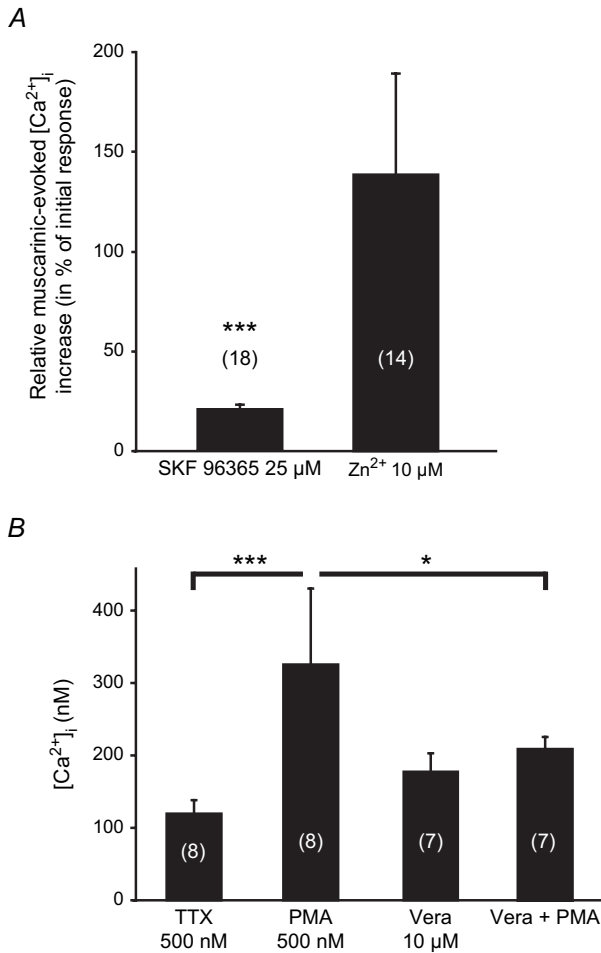 A
Relative muscarinic-evoked [Ca²⁺]ᵢ
increase (in % of initial response)
200
150
100
50
0
***
(18)
(14)
SKF 96365 25 µM
Zn²⁺ 10 µM
B
[Ca²⁺]ᵢ (nM)
400
300
200
100
0
***
*
(8)
(8)
(7)
(7)
TTX
500 nM
PMA
500 nM
Vera
10 µM
Vera + PMA